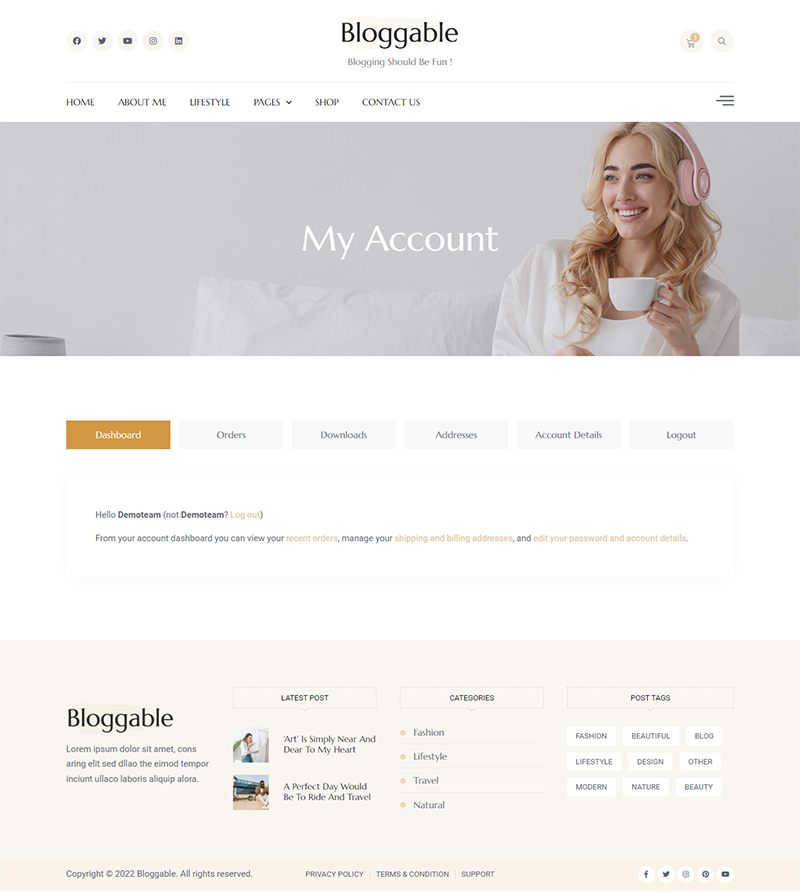 Bloggable
Blogging Should Be Fun !
3
HOME ABOUT ME LIFESTYLE PAGES SHOP CONTACT US
My Account
Dashboard Orders Downloads Addresses Account Details Logout
Hello Demoteam (not Demoteam? Log out)
From your account dashboard you can view your recent orders, manage your shipping and billing addresses, and edit your password and account details.
Bloggable
Lorem ipsum dolor sit amet, cons
aring elit sed dllao the eimod tempor
inciunt ullaco laboris aliquip alora.
LATEST POST
'Art' Is Simply Near And
Dear To My Heart
A Perfect Day Would
Be To Ride And Travel
CATEGORIES
Fashion
Lifestyle
Travel
Natural
POST TAGS
FASHION BEAUTIFUL BLOG
LIFESTYLE DESIGN OTHER
MODERN NATURE BEAUTY
Copyright © 2022 Bloggable. All rights reserved.
PRIVACY POLICY TERMS & CONDITION SUPPORT